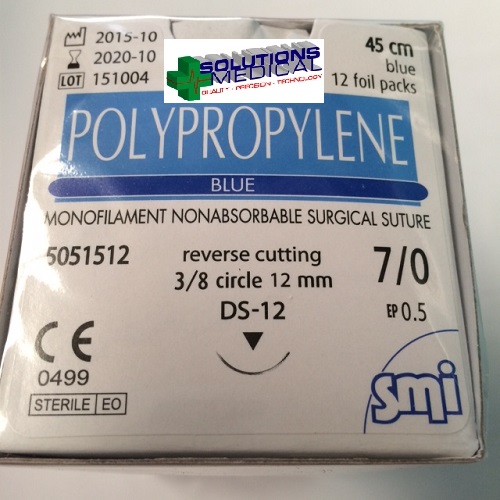 2015-10
2020-10
LOT 151004
SOLUTIONS
MEDICAL
QUALITY - PRECISION - TECHNOLOGY
45 cm
blue
12 foil packs
POLYPROPYLENE
BLUE
MONOFILAMENT NONABSORBABLE SURGICAL SUTURE
5051512
reverse cutting
3/8 circle 12 mm
DS-12
7/0
EP 0.5
CE
0499
STERILE EO
smi